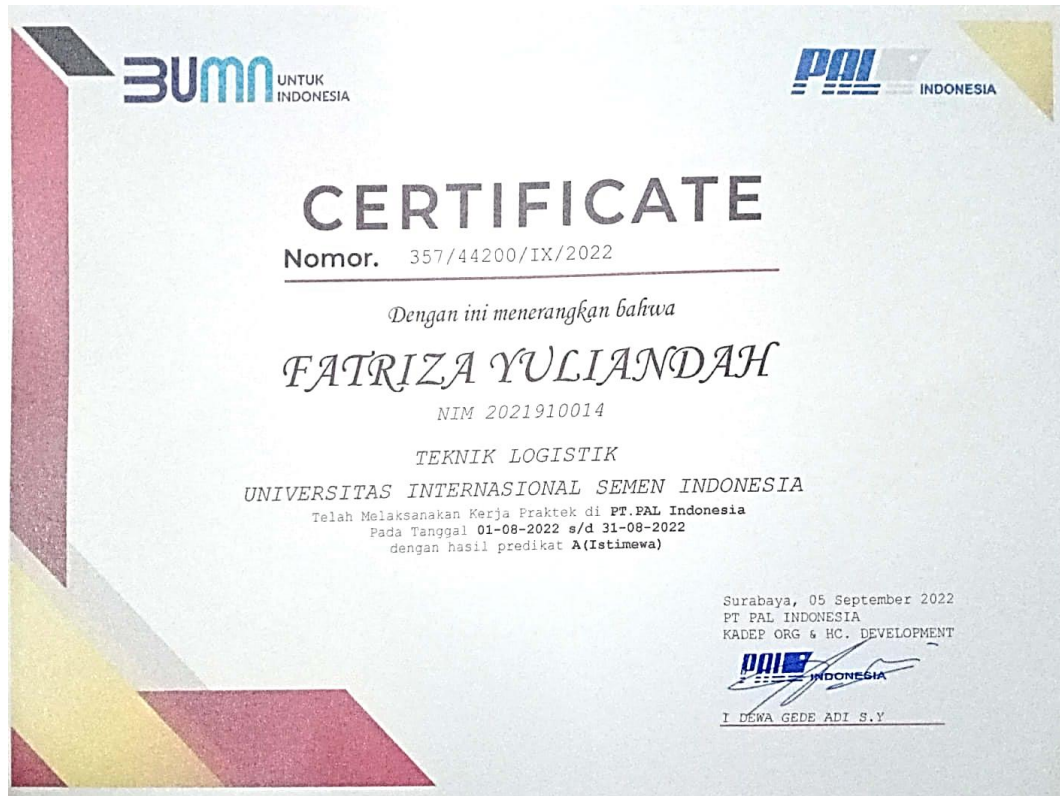 BUMN UNTUK
INDONESIA
PAL INDONESIA
CERTIFICATE
Nomor. 357/44200/IX/2022
Dengan ini menerangkan bahwa
FATRIZA YULIANDAH
NIM 2021910014
TEKNIK LOGISTIK
UNIVERSITAS INTERNASIONAL SEMEN INDONESIA
Telah Melaksanakan Kerja Praktek di PT.PAL Indonesia
Pada Tanggal 01-08-2022 s/d 31-08-2022
dengan hasil predikat A(Istimewa)
Surabaya, 05 September 2022
PT PAL INDONESIA
KADEP ORG & HC. DEVELOPMENT
PAL INDONESIA
I DEWA GEDE ADI S.Y